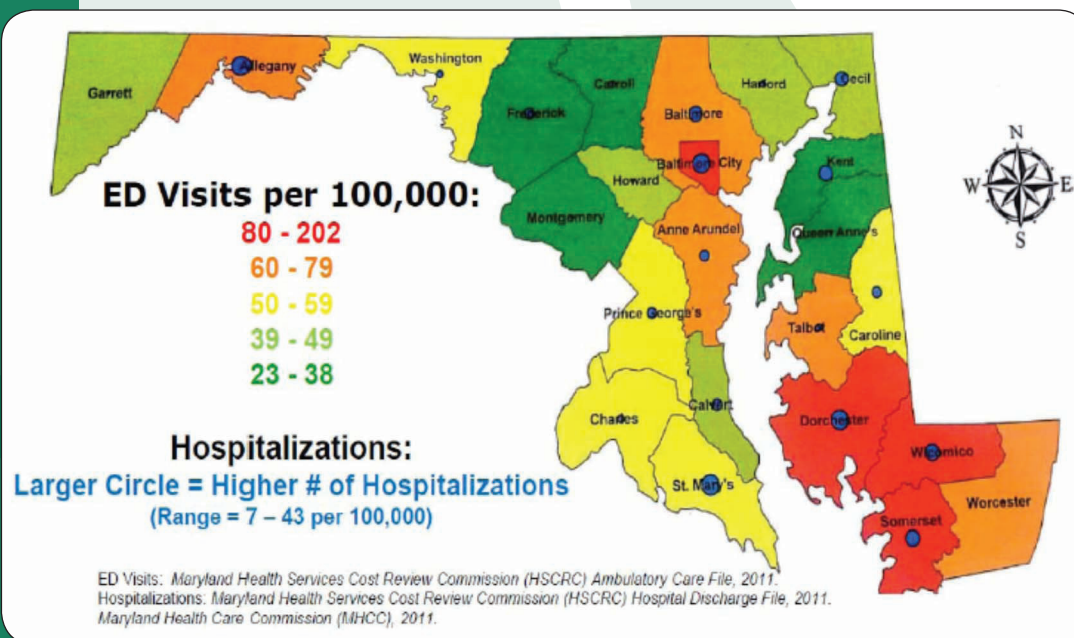 Washington
Allegany
Garrett
Frederick
Carroll
Baltimore
Harford
Cecil
Baltimore City
Howard
Kent
Montgomery
Anne Arundel
Queen Anne's
Prince George's
Talbot
Caroline
Charles
Calvert
Dorchester
St. Mary's
Wicomico
Somerset
Worcester
N
W
E
S
ED Visits per 100,000:
80 - 202
60 - 79
50 - 59
39 - 49
23 - 38
Hospitalizations:
Larger Circle = Higher # of Hospitalizations
(Range = 7 – 43 per 100,000)
ED Visits: Maryland Health Services Cost Review Commission (HSCRC) Ambulatory Care File, 2011.
Hospitalizations: Maryland Health Services Cost Review Commission (HSCRC) Hospital Discharge File, 2011.
Maryland Health Care Commission (MHCC), 2011.